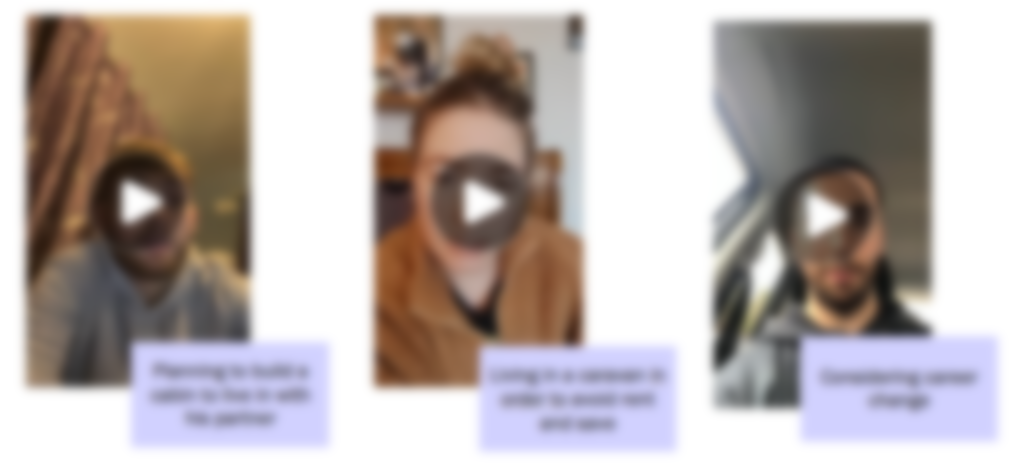 Planning to build a
cabin to live in with
his partner
Living in a caravan in
order to avoid rent
and save
Considering career
change